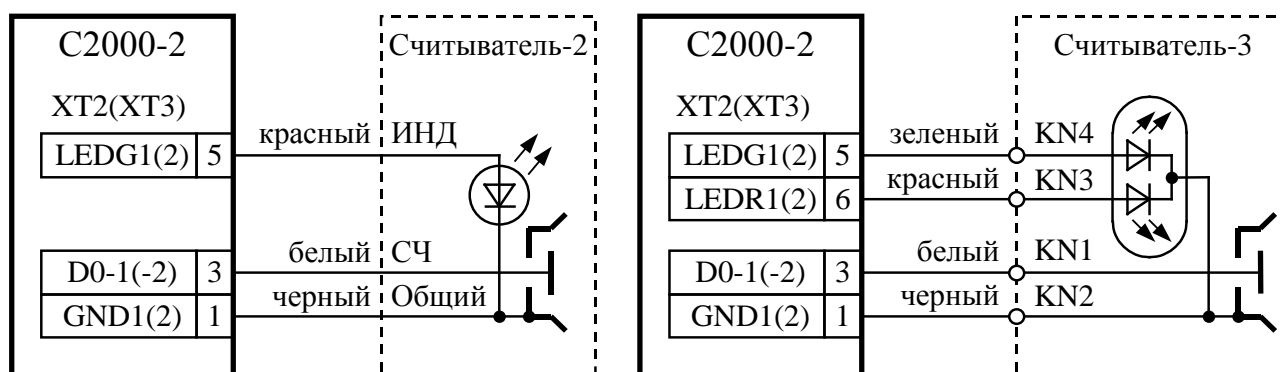 С2000-2
Считыватель-2
XT2(XT3)
красный
ИНД
LEDG1(2)
5
белый
СЧ
D0-1(-2)
3
черный
Общий
GND1(2)
1
С2000-2
Считыватель-3
XT2(XT3)
зеленый
KN4
LEDG1(2)
5
красный
KN3
LEDR1(2)
6
белый
KN1
D0-1(-2)
3
черный
KN2
GND1(2)
1